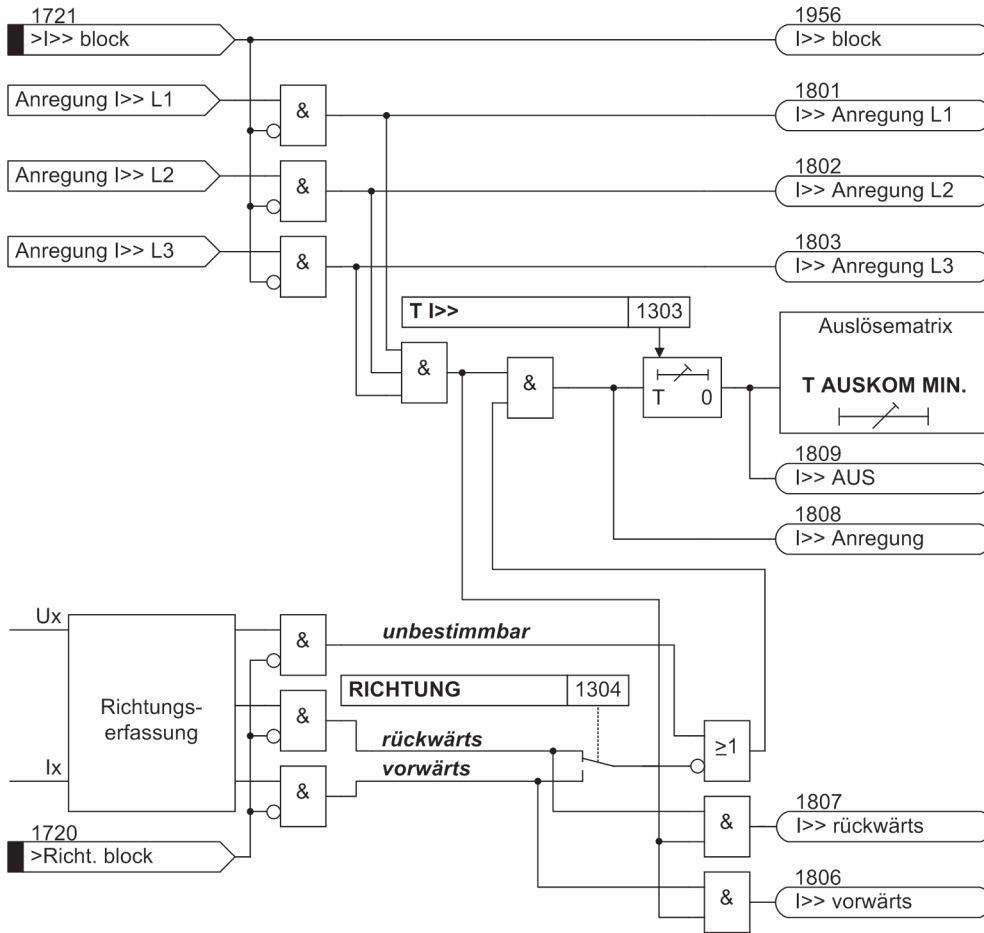 1721
>I>> block
1956
I>> block
Anregung I>> L1
&
1801
I>> Anregung L1
Anregung I>> L2
&
1802
I>> Anregung L2
Anregung I>> L3
&
1803
I>> Anregung L3
T I>> 1303
Auslösematrix
T AUSKOM MIN.
&
&
T 0
1809
I>> AUS
1808
I>> Anregung
Ux
&
unbestimmbar
Richtungs-
erfassung
RICHTUNG 1304
&
rückwärts
≥1
Ix
&
vorwärts
1807
I>> rückwärts
&
1720
>Richt. block
1806
I>> vorwärts
&